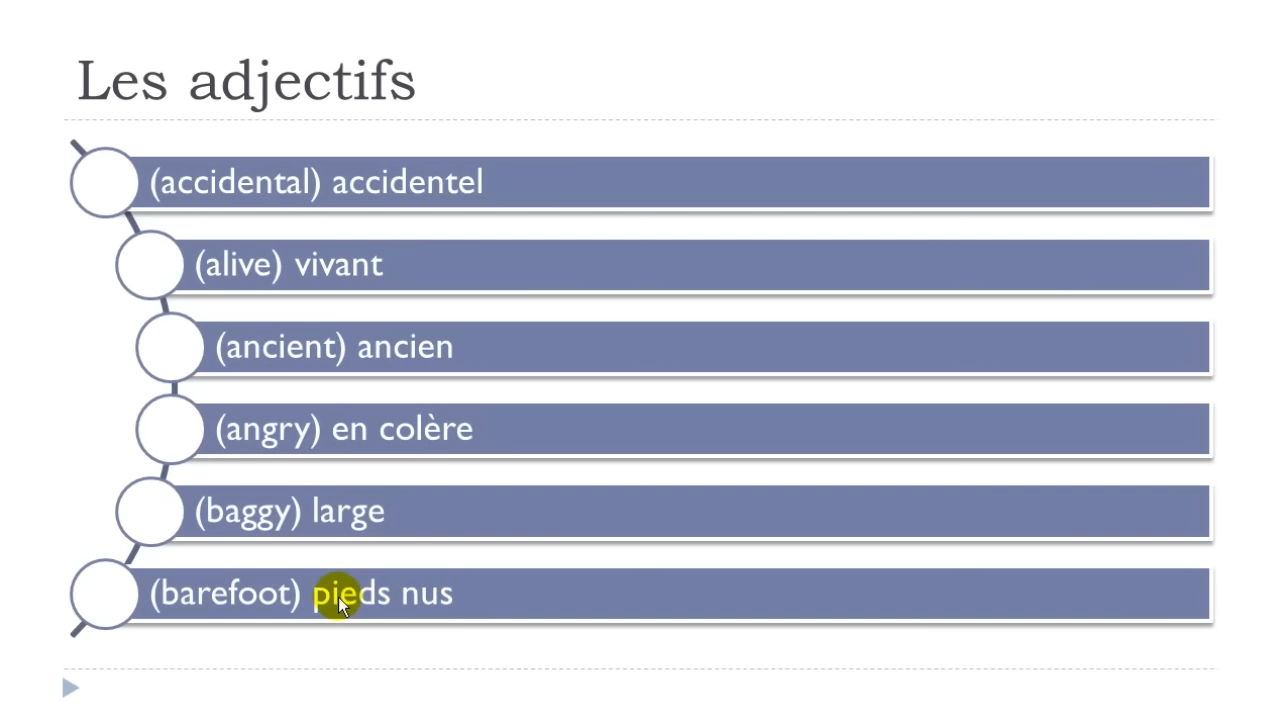 Les adjectifs
(accidental) accidentel
(alive) vivant
(ancient) ancien
(angry) en colère
(baggy) large
(barefoot) pieds nus